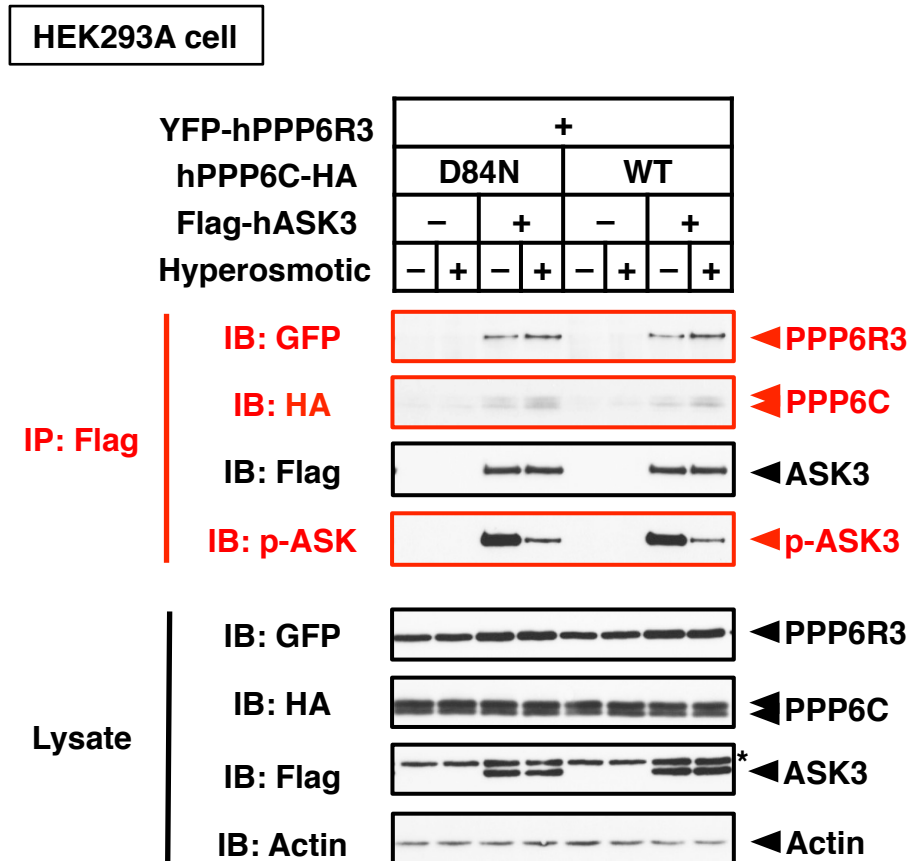 HEK293A cell
YFP-hPPP6R3 +
hPPP6C-HA D84N WT
Flag-hASK3 − + − +
Hyperosmotic − + − + − + − +
IB: GFP PPP6R3
IB: HA PPP6C
IP: Flag
IB: Flag ASK3
IB: p-ASK p-ASK3
IB: GFP PPP6R3
IB: HA PPP6C
Lysate
IB: Flag * ASK3
IB: Actin Actin